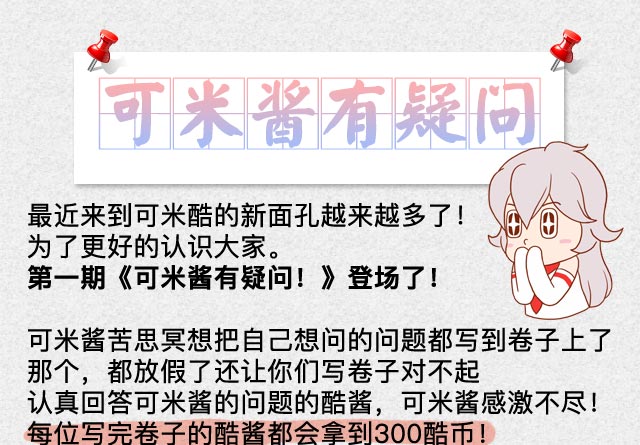 可米酱有疑问
最近来到可米酷的新面孔越来越多了！
为了更好的认识大家。
第一期《可米酱有疑问！》登场了！
可米酱苦思冥想把自己想问的问题都写到卷子上了
那个，都放假了还让你们写卷子对不起
认真回答可米酱的问题的酷酱，可米酱感激不尽！
每位写完卷子的酷酱都会拿到300酷币！